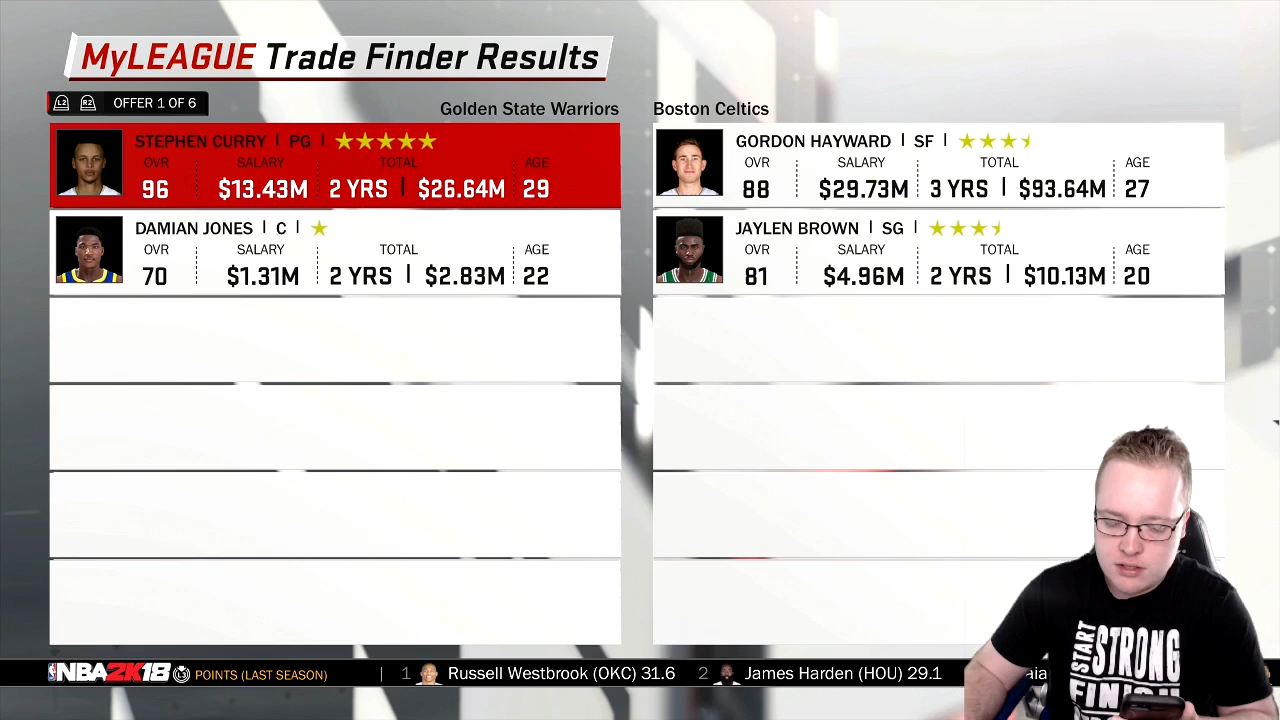 MyLEAGUE Trade Finder Results
L2 R2 OFFER 1 OF 6
Golden State Warriors
STEPHEN CURRY | PG |
OVR SALARY TOTAL AGE
96 $13.43M 2 YRS | $26.64M 29
DAMIAN JONES | C |
OVR SALARY TOTAL AGE
70 $1.31M 2 YRS | $2.83M 22
Boston Celtics
GORDON HAYWARD | SF |
OVR SALARY TOTAL AGE
88 $29.73M 3 YRS | $93.64M 27
JAYLEN BROWN | SG |
OVR SALARY TOTAL AGE
81 $4.96M 2 YRS | $10.13M 20
START
STRONG
FINISH
NBA2K18 POINTS (LAST SEASON) | 1 Russell Westbrook (OKC) 31.6 2 James Harden (HOU) 29.1